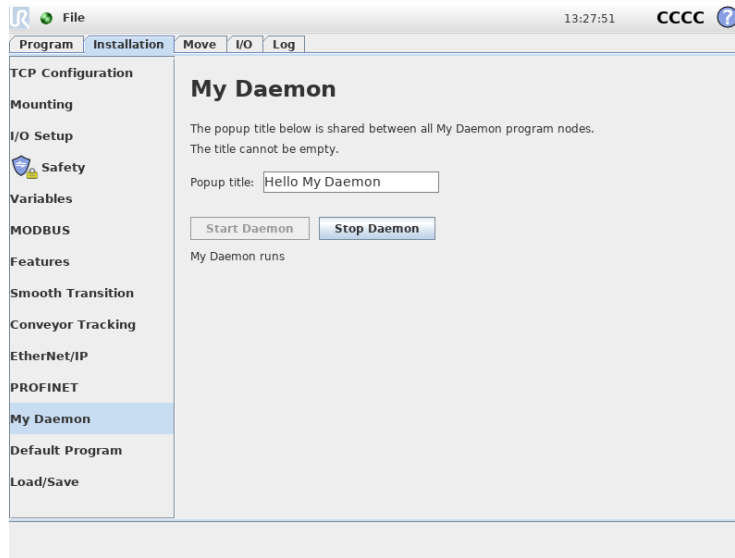 File 13:27:51 CCCC ?
Program Installation Move I/O Log
TCP Configuration
Mounting
I/O Setup
Safety
Variables
MODBUS
Features
Smooth Transition
Conveyor Tracking
EtherNet/IP
PROFINET
My Daemon
Default Program
Load/Save
My Daemon
The popup title below is shared between all My Daemon program nodes.
The title cannot be empty.
Popup title: Hello My Daemon
Start Daemon Stop Daemon
My Daemon runs